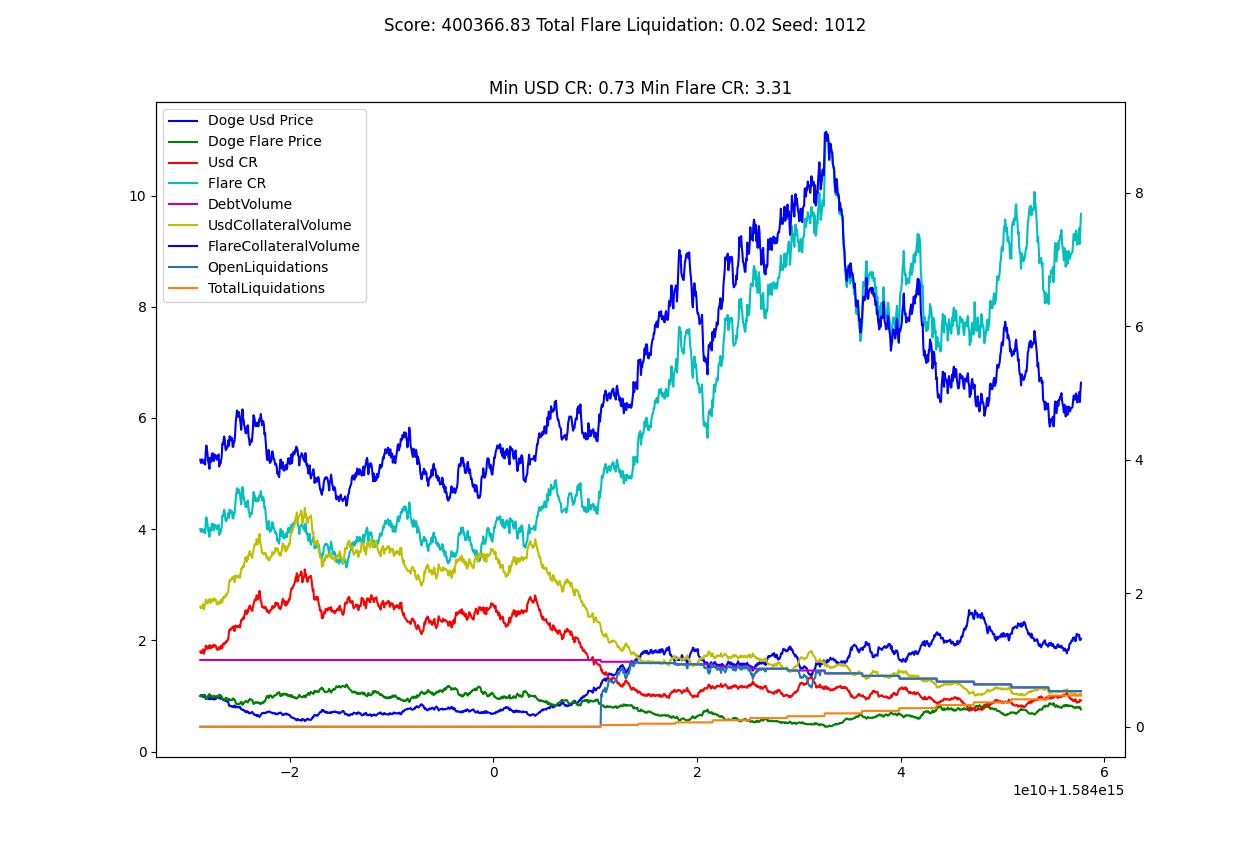 Score: 400366.83 Total Flare Liquidation: 0.02 Seed: 1012
Min USD CR: 0.73 Min Flare CR: 3.31
Doge Usd Price
Doge Flare Price
Usd CR
Flare CR
DebtVolume
UsdCollateralVolume
FlareCollateralVolume
OpenLiquidations
TotalLiquidations
10
8
6
4
2
0
8
6
4
2
0
−2
0
2
4
6
1e10+1.584e15